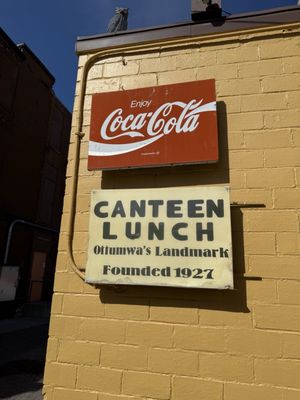 Enjoy
Coca-Cola
CANTEEN
LUNCH
Ottumwa's Landmark
Founded 1927